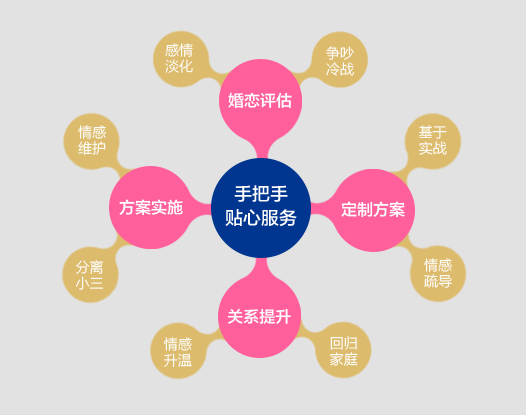 感情
淡化
争吵
冷战
婚恋评估
情感
维护
基于
实战
方案实施
手把手
贴心服务
定制方案
分离
小三
情感
疏导
关系提升
情感
升温
回归
家庭